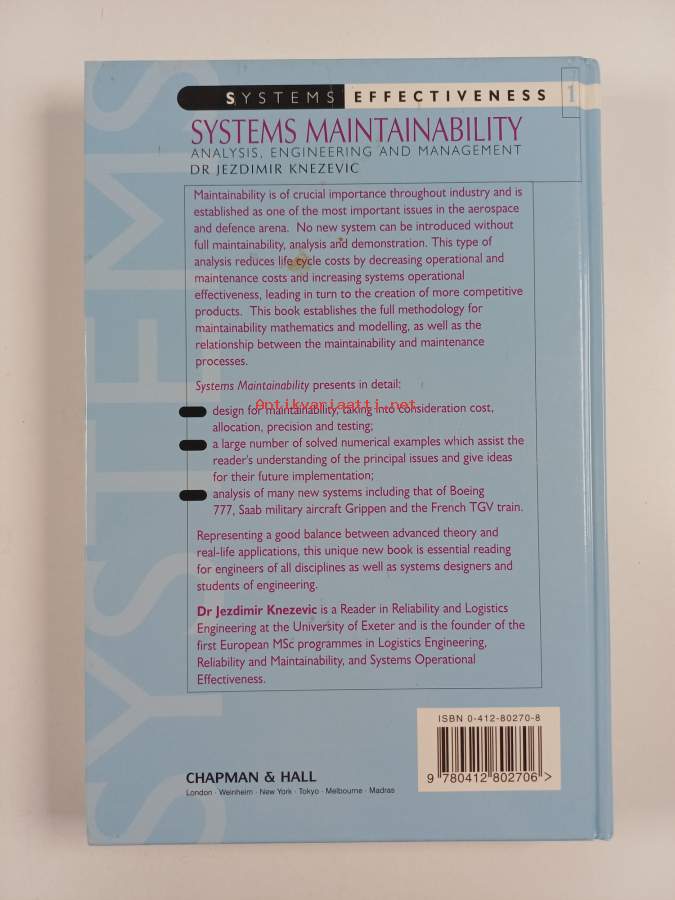 SYSTEMS EFFECTIVENESS 1
SYSTEMS MAINTAINABILITY
ANALYSIS, ENGINEERING AND MANAGEMENT
DR JEZDIMIR KNEZEVIC
Maintainability is of crucial importance throughout industry and is
established as one of the most important issues in the aerospace
and defence arena. No new system can be introduced without
full maintainability, analysis and demonstration. This type of
analysis reduces life cycle costs by decreasing operational and
maintenance costs and increasing systems operational
effectiveness, leading in turn to the creation of more competitive
products. This book establishes the full methodology for
maintainability mathematics and modelling, as well as the
relationship between the maintainability and maintenance
processes.
Systems Maintainability presents in detail:
Antikvariaatti.net
design for maintainability, taking into consideration cost,
allocation, precision and testing;
a large number of solved numerical examples which assist the
reader's understanding of the principal issues and give ideas
for their future implementation;
analysis of many new systems including that of Boeing
777, Saab military aircraft Grippen and the French TGV train.
Representing a good balance between advanced theory and
real-life applications, this unique new book is essential reading
for engineers of all disciplines as well as systems designers and
students of engineering.
Dr Jezdimir Knezevic is a Reader in Reliability and Logistics
Engineering at the University of Exeter and is the founder of the
first European MSc programmes in Logistics Engineering,
Reliability and Maintainability, and Systems Operational
Effectiveness.
SYSTEMS
ISBN 0-412-80270-8
9 780412 802706 >
CHAPMAN & HALL
London · Weinheim · New York · Tokyo · Melbourne · Madras